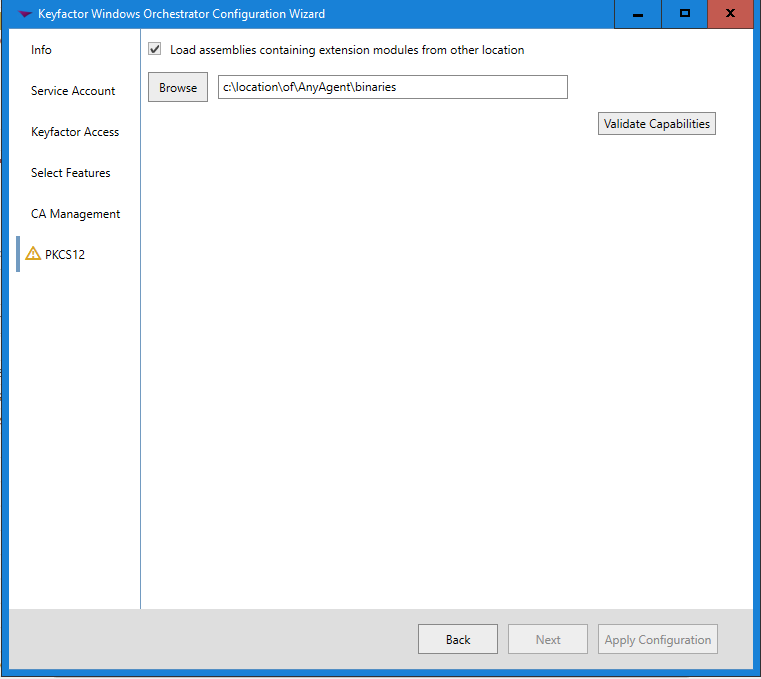 Keyfactor Windows Orchestrator Configuration Wizard
Info
Service Account
Keyfactor Access
Select Features
CA Management
PKCS12
Load assemblies containing extension modules from other location
Browse
c:\location\of\AnyAgent\binaries
Validate Capabilities
Back
Next
Apply Configuration